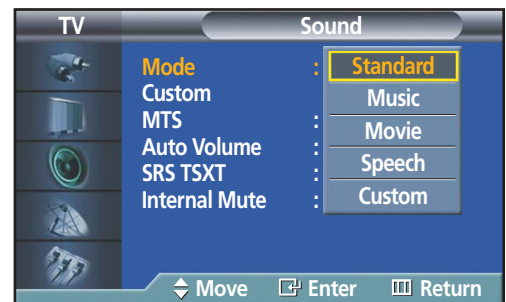 TV Sound
Mode : Standard
Custom Music
MTS : Movie
Auto Volume :
SRS TSXT : Speech
Internal Mute : Custom
Move Enter Return